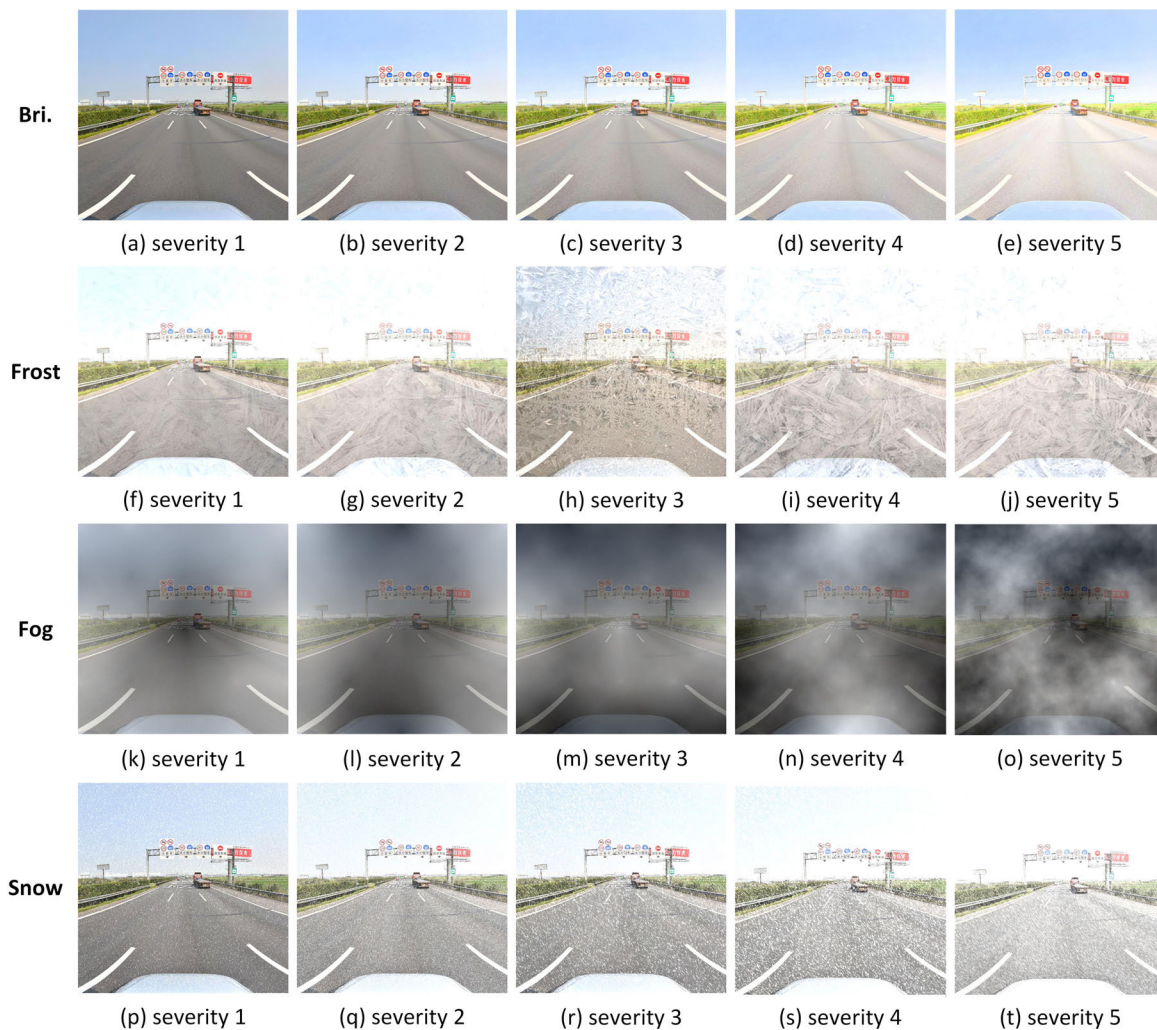 Bri.
(a) severity 1
(b) severity 2
(c) severity 3
(d) severity 4
(e) severity 5
Frost
(f) severity 1
(g) severity 2
(h) severity 3
(i) severity 4
(j) severity 5
Fog
(k) severity 1
(l) severity 2
(m) severity 3
(n) severity 4
(o) severity 5
Snow
(p) severity 1
(q) severity 2
(r) severity 3
(s) severity 4
(t) severity 5